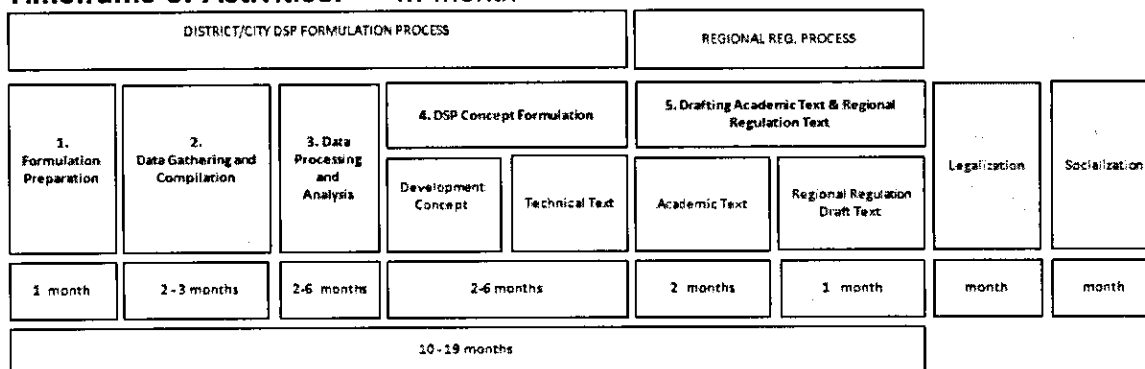 DISTRICT/CITY DSP FORMULATION PROCESS
REGIONAL REG. PROCESS
1.
Formulation
Preparation
2.
Data Gathering and
Compilation
3. Data
Processing
and
Analysis
4. DSP Concept Formulation
Development
Concept
Technical Text
5. Drafting Academic Text & Regional
Regulation Text
Academic Text
Regional Regulation
Draft Text
Legalization
Socialization
1 month
2-3 months
2-6 months
2-6 months
2 months
1 month
month
month
10-19 months